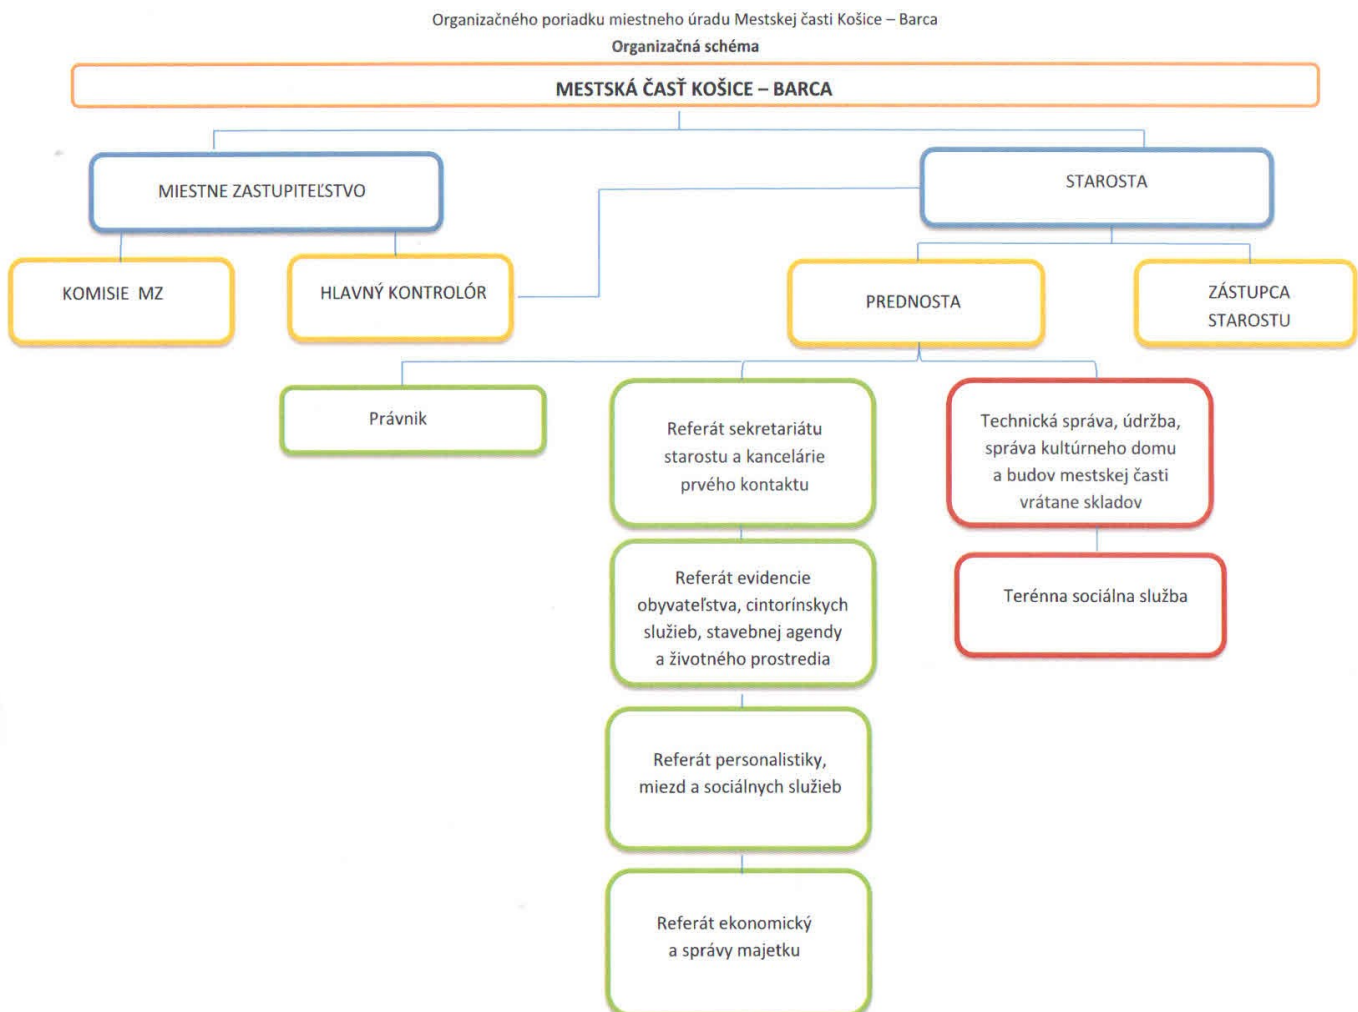 Organizačného poriadku miestneho úradu Mestskej časti Košice – Barca
Organizačná schéma
MESTSKÁ ČASŤ KOŠICE – BARCA
MIESTNE ZASTUPITEĽSTVO
STAROSTA
KOMISIE MZ
HLAVNÝ KONTROLÓR
PREDNOSTA
ZÁSTUPCA
STAROSTU
Právnik
Referát sekretariátu
starostu a kancelárie
prvého kontaktu
Technická správa, údržba,
správa kultúrneho domu
a budov mestskej časti
vrátane skladov
Referát evidencie
obyvateľstva, cintorínskych
služieb, stavebnej agendy
a životného prostredia
Terénna sociálna služba
Referát personalistiky,
miezd a sociálnych služieb
Referát ekonomický
a správy majetku